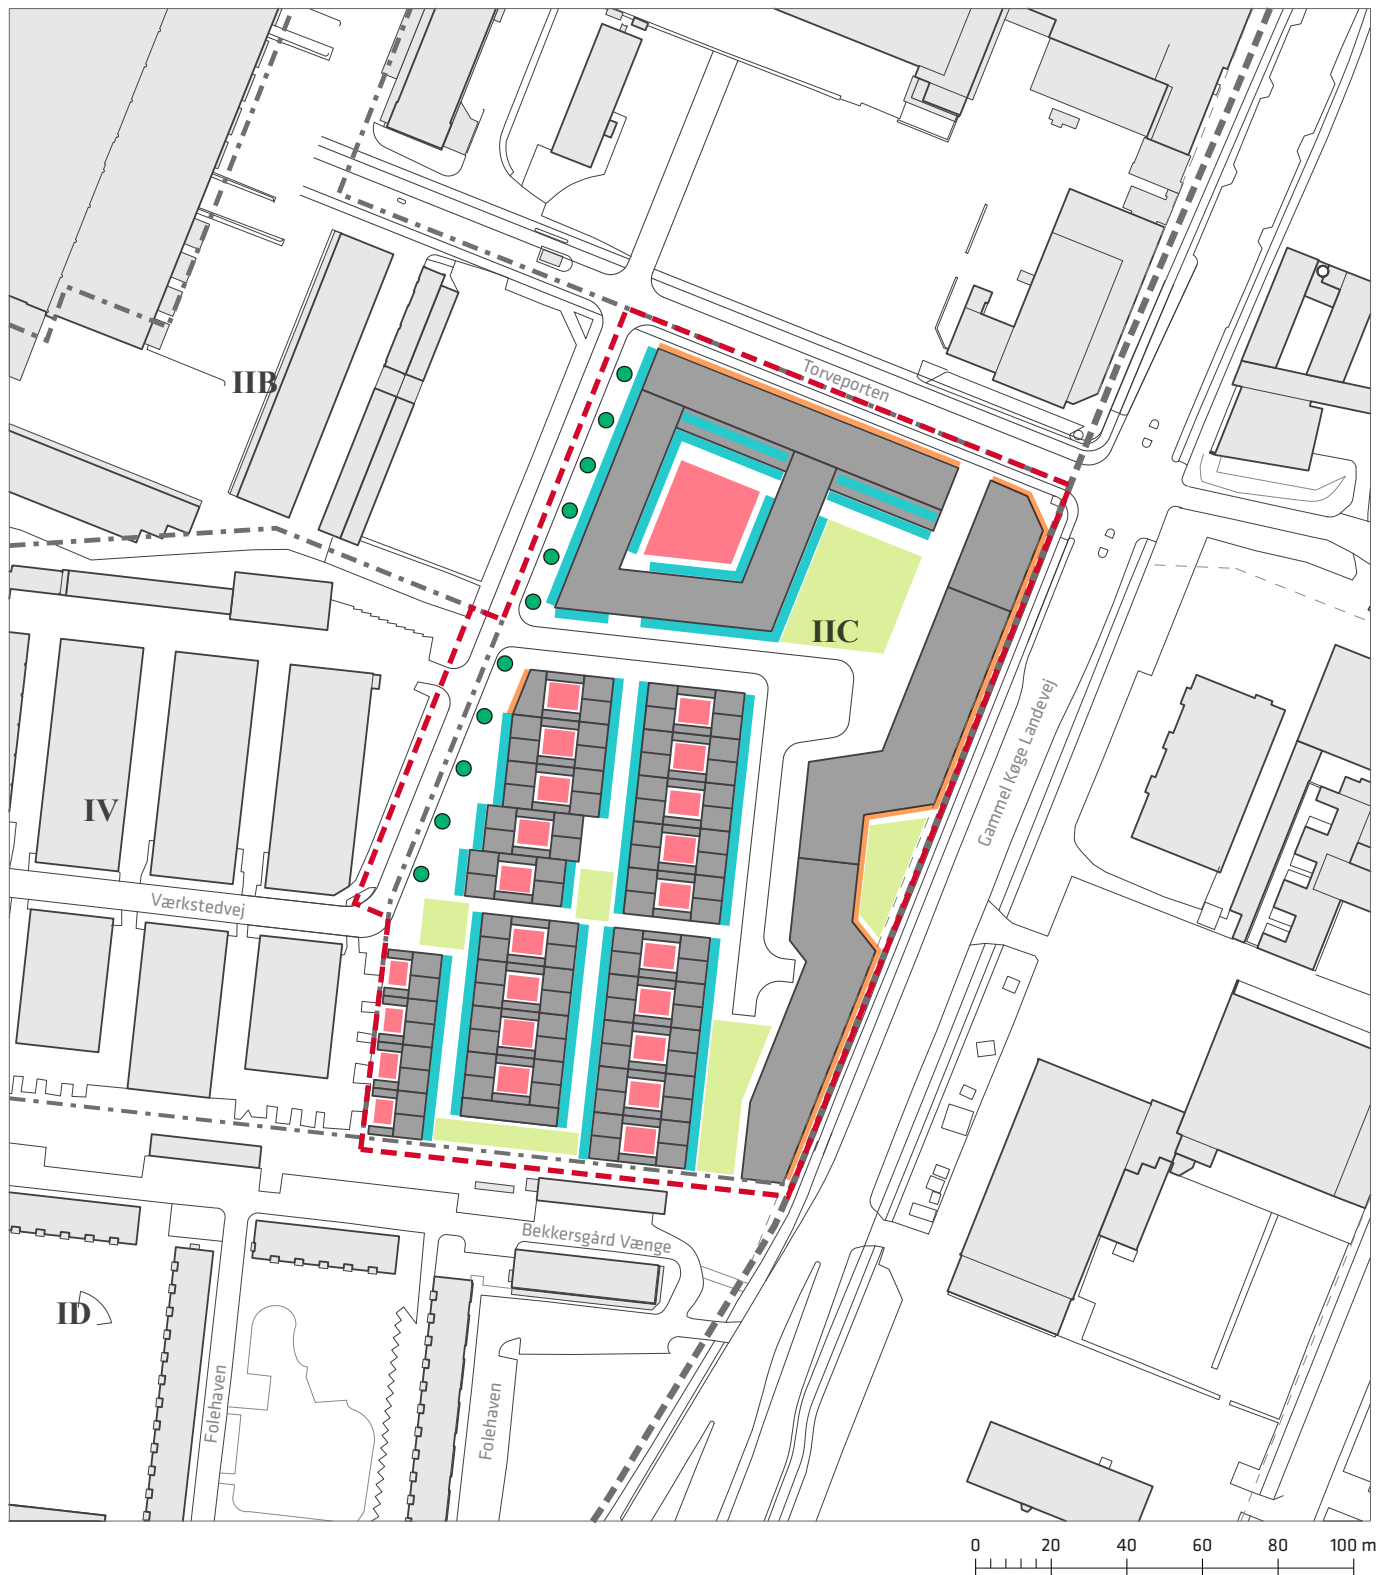 IIB
Torveporten
IIC
Gammel Køge Landevej
IV
Værkstedvej
Bekkersgård Vænge
ID
Folehaven
Folehaven
0 20 40 60 80 100 m